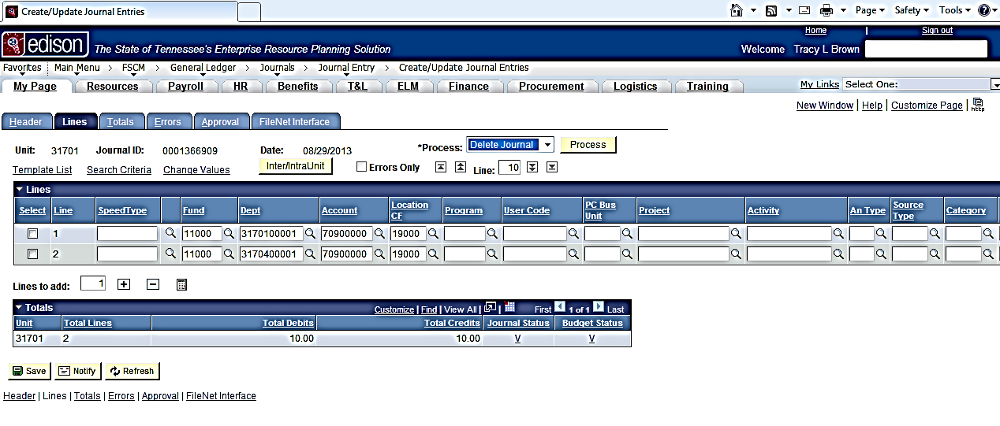 Create/Update Journal Entries
Page Safety Tools
Home Sign out
edison The State of Tennessee's Enterprise Resource Planning Solution Welcome Tracy L Brown
Favorites Main Menu > FSCM > General Ledger > Journals > Journal Entry > Create/Update Journal Entries
My Page Resources Payroll HR Benefits T&L ELM Finance Procurement Logistics Training My Links Select One:
New Window | Help | Customize Page | http
Header Lines Totals Errors Approval FileNet Interface
Unit: 31701 Journal ID: 0001366909 Date: 08/29/2013 *Process: Delete Journal Process
Template List Search Criteria Change Values Inter/IntraUnit Errors Only Line: 10
Lines
Select Line SpeedType Fund Dept Account Location CF Program User Code PC Bus Unit Project Activity An Type Source Type Category
1 11000 3170100001 70900000 19000
2 11000 3170400001 70900000 19000
Lines to add: 1
Totals Customize | Find | View All | | First 1 of 1 Last
Unit Total Lines Total Debits Total Credits Journal Status Budget Status
31701 2 10.00 10.00 V V
Save Notify Refresh
Header | Lines | Totals | Errors | Approval | FileNet Interface